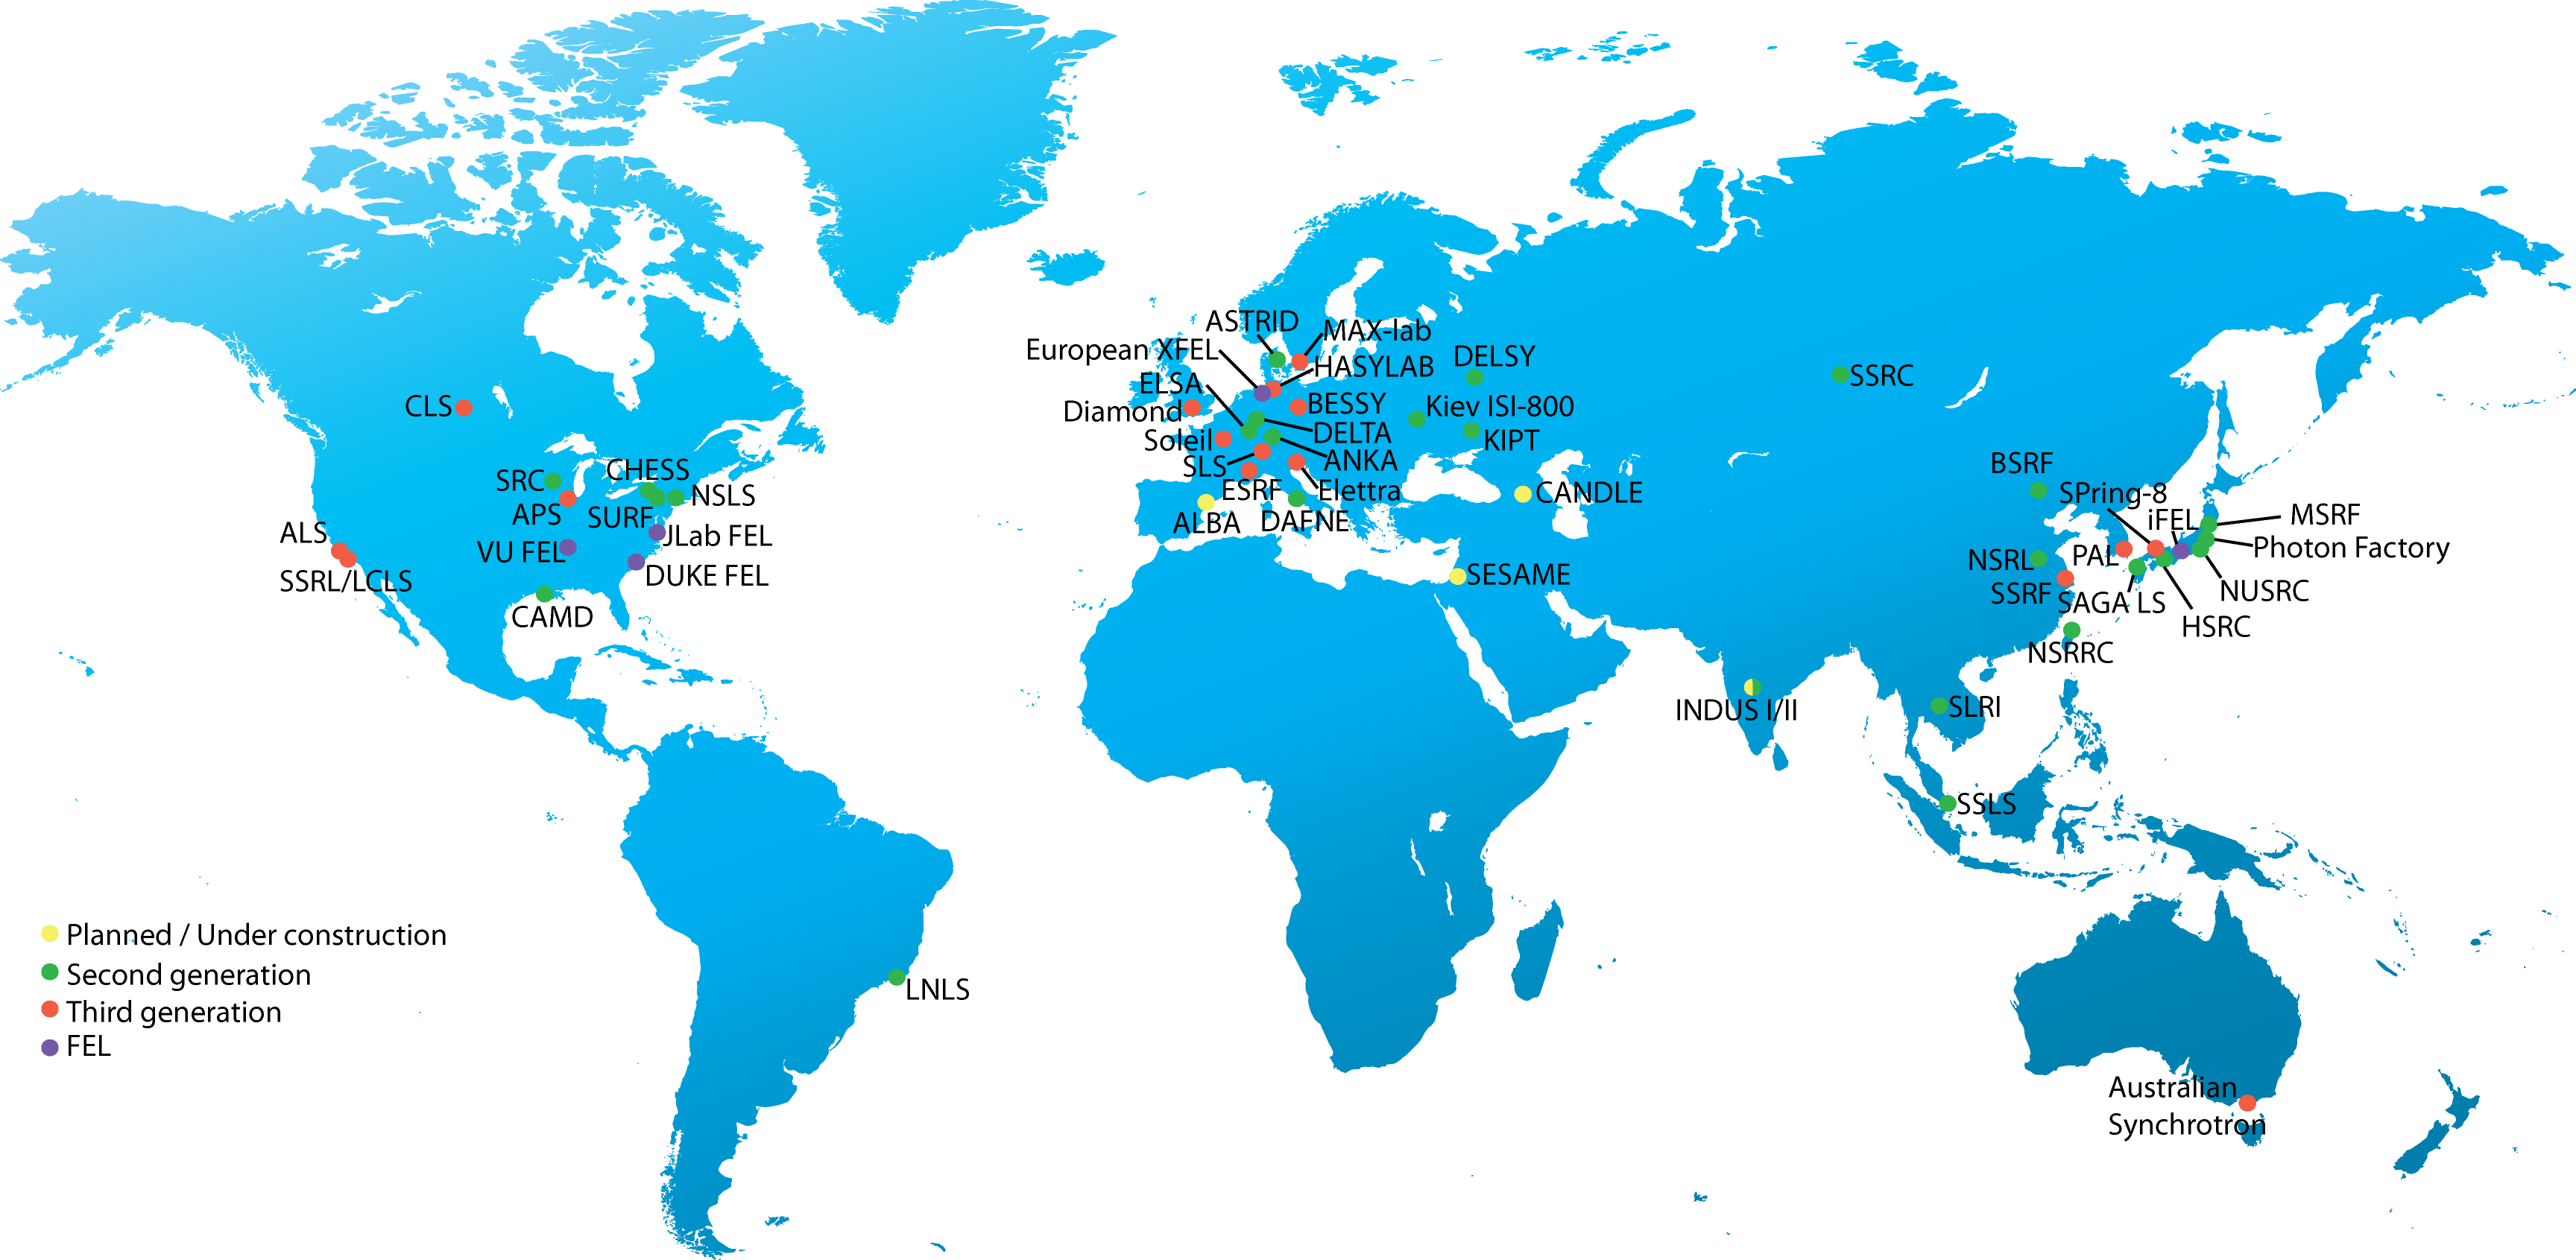 ASTRID
MAX-lab
European XFEL
HASYLAB
DELSY
ELSA
SSRC
CLS
Diamond
BESSY
Kiev ISI-800
Soleil
DELTA
KIPT
SLS
ANKA
SRC
CHESS
NSLS
ESRF
Elettra
CANDLE
BSRF
SPring-8
APS
SURF
ALBA
DAFNE
iFEL
MSRF
ALS
JLab FEL
VU FEL
Photon Factory
NSRL
PAL
SSRL/LCLS
DUKE FEL
SESAME
SSRF
SAGA LS
NUSRC
CAMD
HSRC
NSRRC
INDUS I/II
SLRI
SSLS
Planned / Under construction
Second generation
Third generation
FEL
LNLS
Australian
Synchrotron